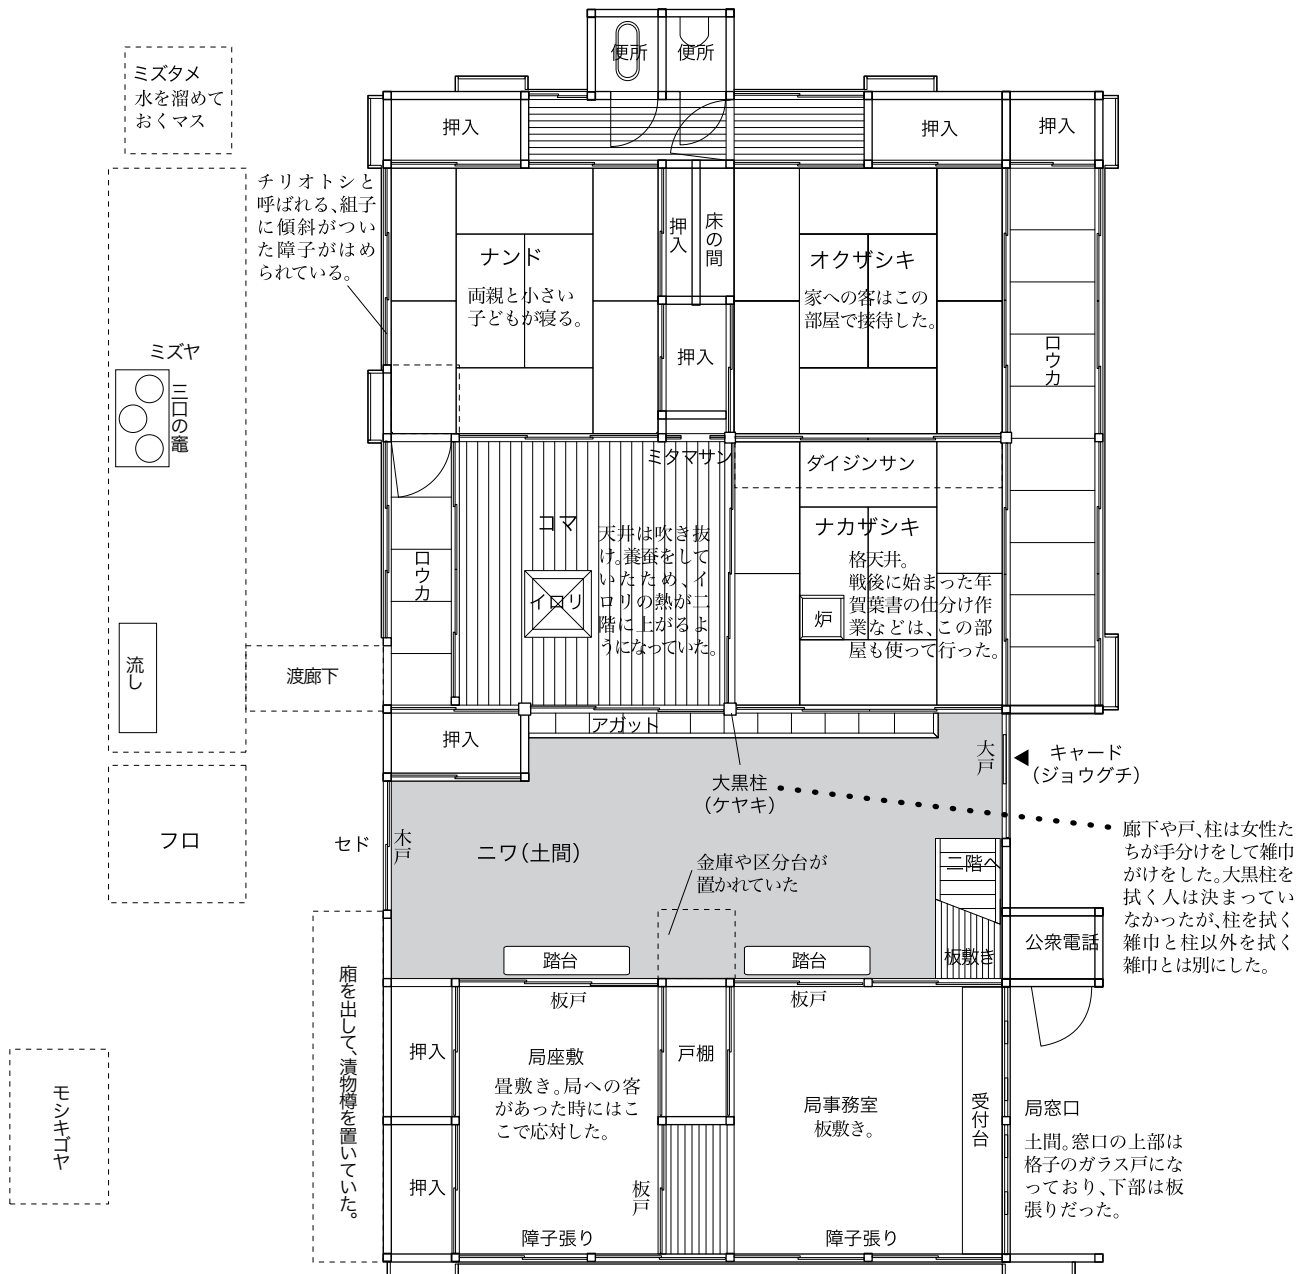 便所
便所
ミズタメ
水を溜めて
おくマス
押入
押入
押入
チリオトシと
呼ばれる、組子
に傾斜がつい
た障子がはめ
られている。
押入
床の間
ナンド
両親と小さい
子どもが寝る。
オクザシキ
家への客はこの
部屋で接待した。
ミズヤ
三口の竈
押入
ロウカ
ミタマサン
ダイジンサン
コマ
天井は吹き抜
け。養蚕をして
いたため、イ
ロリの熱が二
階に上がるよ
うになっていた。
イロリ
ナカザシキ
格天井。
戦後に始まった年
賀葉書の仕分け作
業などは、この部
屋も使って行った。
炉
ロウカ
流し
渡廊下
押入
アガット
大戸
キャード
（ジョウグチ）
大黒柱
（ケヤキ）
フロ
セド
木戸
ニワ（土間）
金庫や区分台が
置かれていた
二階へ
廊下や戸、柱は女性た
ちが手分けをして雑巾
がけをした。大黒柱を
拭く人は決まってい
なかったが、柱を拭く
雑巾と柱以外を拭く
雑巾とは別にした。
踏台
踏台
板敷き
公衆電話
廂を出して、漬物樽を置いていた。
板戸
板戸
押入
局座敷
畳敷き。局への客
があった時にはこ
こで応対した。
戸棚
局事務室
板敷き。
受付台
局窓口
土間。窓口の上部は
格子のガラス戸にな
っており、下部は板
張りだった。
モシキゴヤ
押入
板戸
障子張り
障子張り